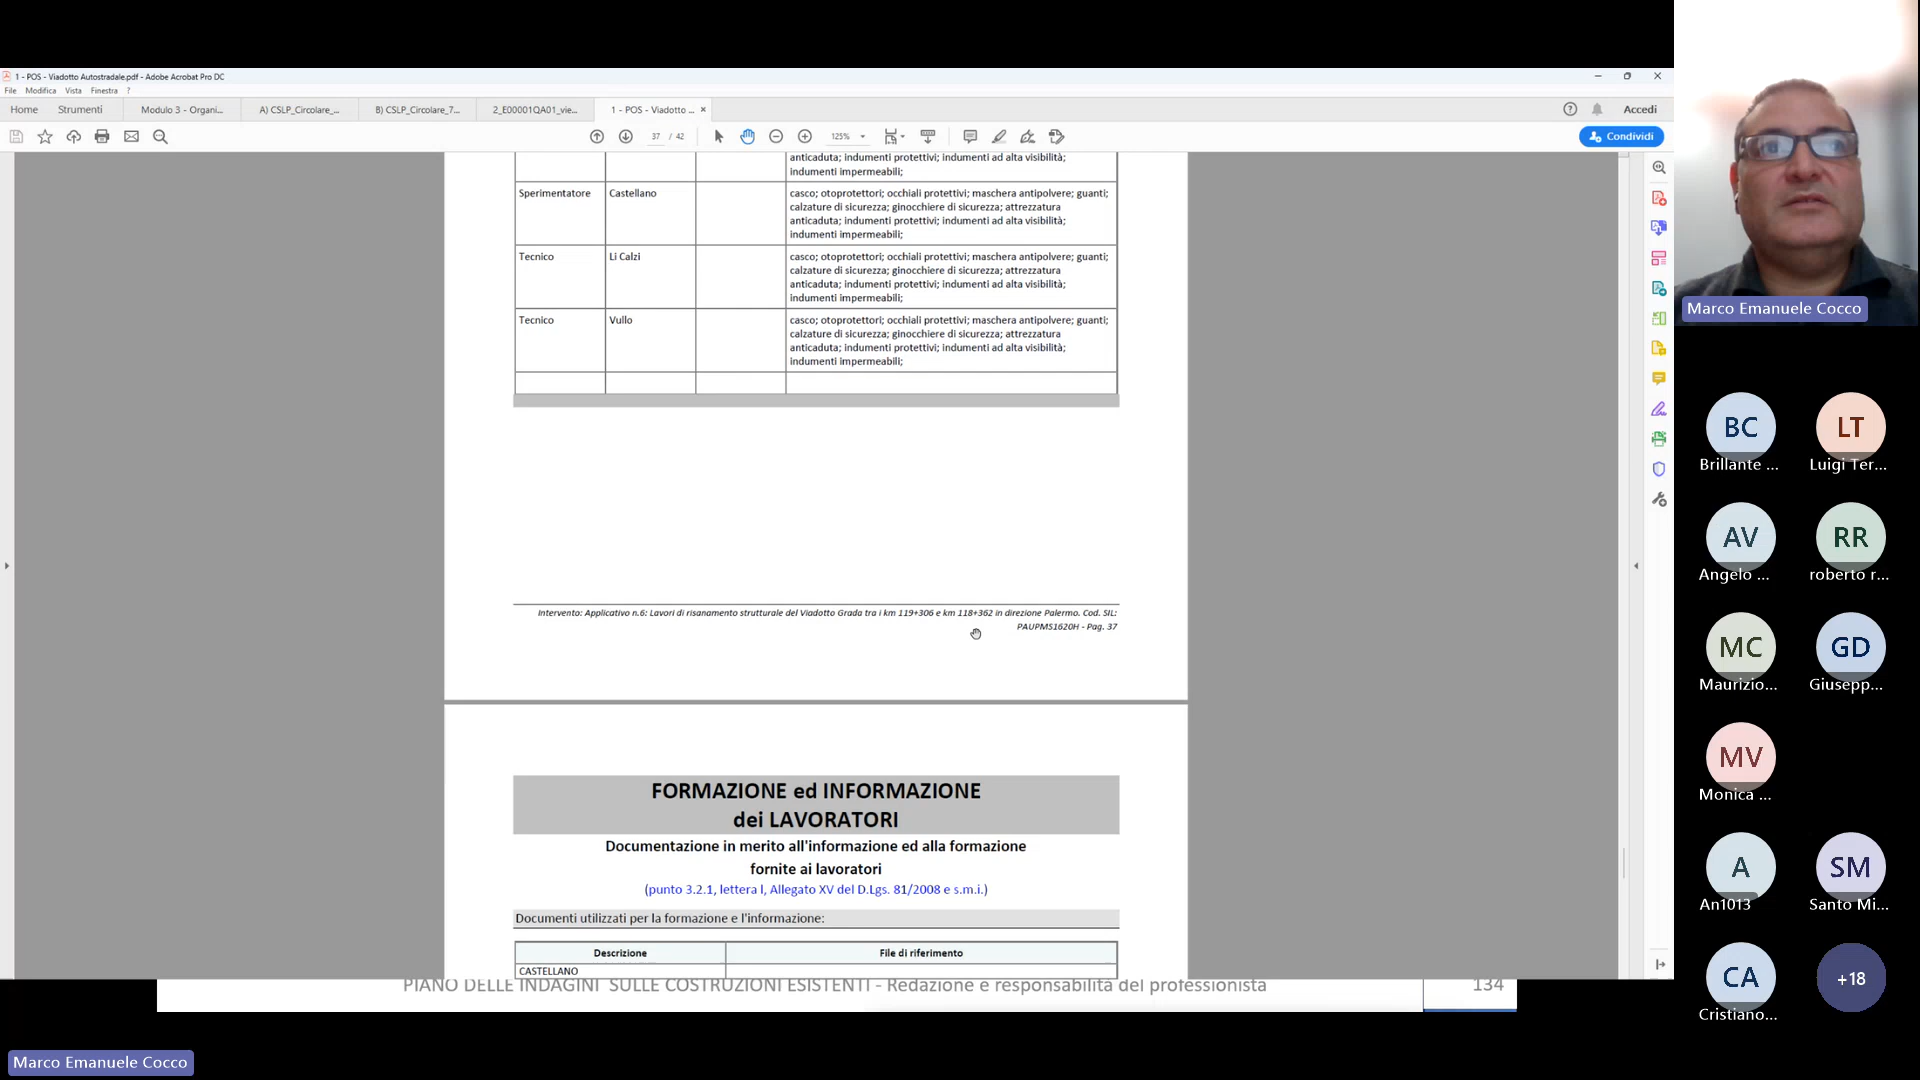 1 - POS - Viadotto Autostradale.pdf - Adobe Acrobat Pro DC
File Modifica Vista Finestra ?
Home Strumenti Modulo 3 - Organi... A) CSLP_Circolare_... B) CSLP_Circolare_7... 2_E00001QA01_vie... 1 - POS - Viadotto ... × Accedi
37 / 42 125% Condividi
anticaduta; indumenti protettivi; indumenti ad alta visibilità;
indumenti impermeabili;
Sperimentatore Castellano casco; otoprotettori; occhiali protettivi; maschera antipolvere; guanti;
calzature di sicurezza; ginocchiere di sicurezza; attrezzatura
anticaduta; indumenti protettivi; indumenti ad alta visibilità;
indumenti impermeabili;
Tecnico Li Calzi casco; otoprotettori; occhiali protettivi; maschera antipolvere; guanti;
calzature di sicurezza; ginocchiere di sicurezza; attrezzatura
anticaduta; indumenti protettivi; indumenti ad alta visibilità;
indumenti impermeabili;
Tecnico Vullo casco; otoprotettori; occhiali protettivi; maschera antipolvere; guanti;
calzature di sicurezza; ginocchiere di sicurezza; attrezzatura
anticaduta; indumenti protettivi; indumenti ad alta visibilità;
indumenti impermeabili;
Intervento: Applicativo n.6: Lavori di risanamento strutturale del Viadotto Grada tra i km 119+306 e km 118+362 in direzione Palermo. Cod. SIL:
PAUPMS1620H - Pag. 37
FORMAZIONE ed INFORMAZIONE
dei LAVORATORI
Documentazione in merito all'informazione ed alla formazione
fornite ai lavoratori
(punto 3.2.1, lettera l, Allegato XV del D.Lgs. 81/2008 e s.m.i.)
Documenti utilizzati per la formazione e l'informazione:
Descrizione File di riferimento
CASTELLANO
PIANO DELLE INDAGINI SULLE COSTRUZIONI ESISTENTI - Redazione e responsabilità del professionista 134
Marco Emanuele Cocco
Marco Emanuele Cocco
BC LT
Brillante ... Luigi Ter...
AV RR
Angelo ... roberto r...
MC GD
Maurizio... Giusepp...
MV
Monica ...
A SM
An1013 Santo Mi...
CA +18
Cristiano...